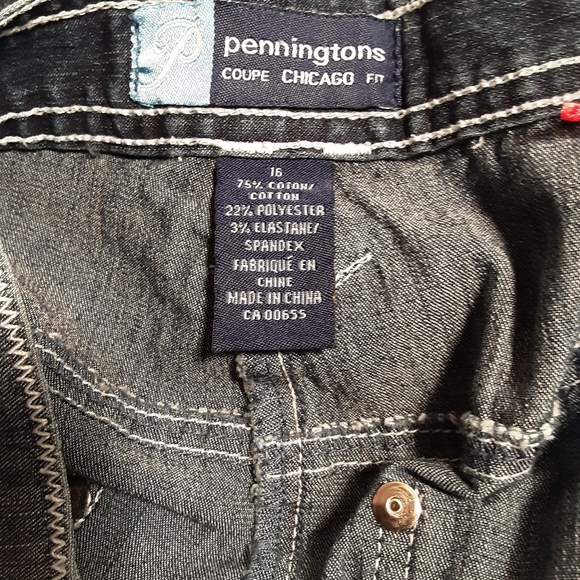 P
penningtons
COUPE CHICAGO FIT
16
75% COTON/
COTTON
22% POLYESTER
3% ELASTANE/
SPANDEX
FABRIQUÉ EN
CHINE
MADE IN CHINA
CA 00655